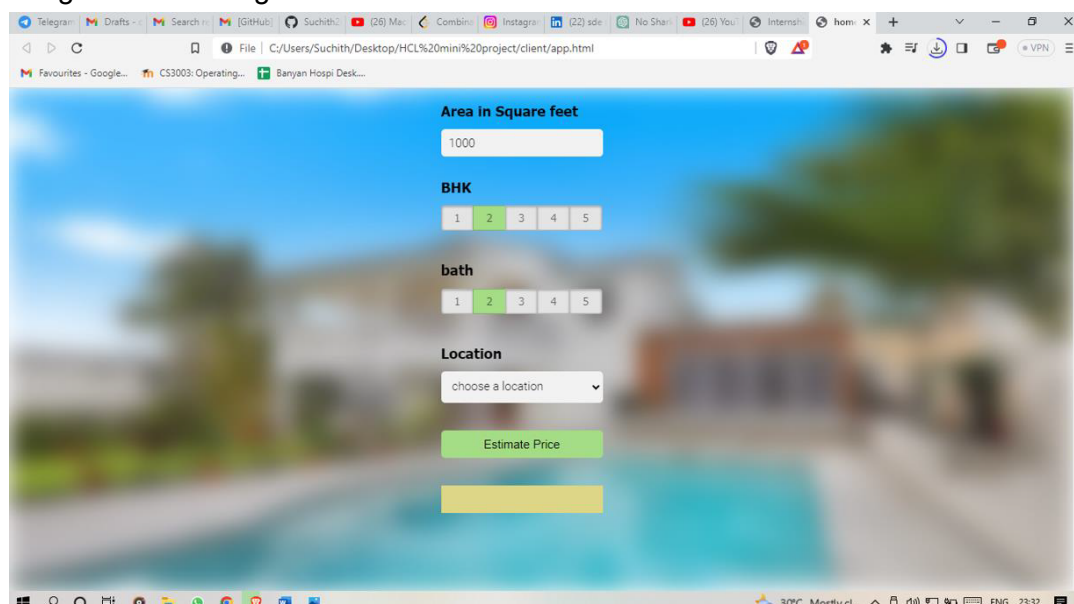 Telegram Drafts - Search re [GitHub] Suchith2 (26) Mac Combina Instagra (22) sde No Shar (26) You Internsh home
File | C:/Users/Suchith/Desktop/HCL%20mini%20project/client/app.html VPN
Favourites - Google... CS3003: Operating... Banyan Hospi Desk....
Area in Square feet
1000
BHK
1 2 3 4 5
bath
1 2 3 4 5
Location
choose a location
Estimate Price
30°C Mostly cl ENG 23:32